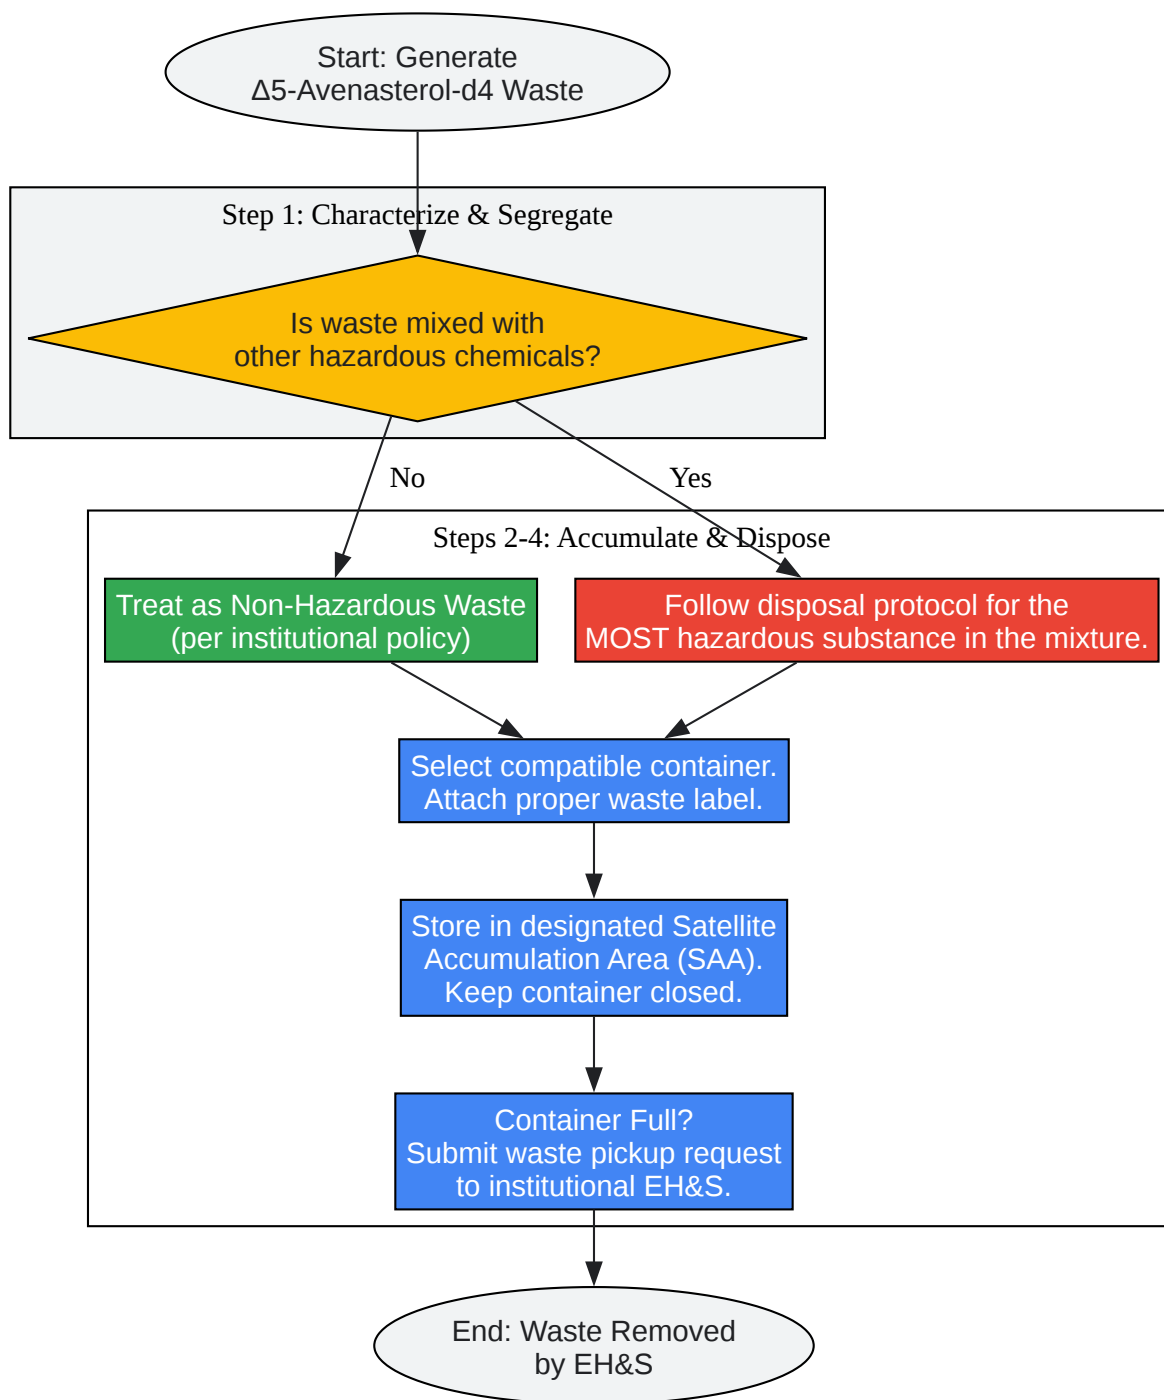 Start: Generate
Δ5-Avenasterol-d4 Waste
Step 1: Characterize & Segregate
Is waste mixed with
other hazardous chemicals?
No
Yes
Steps 2-4: Accumulate & Dispose
Treat as Non-Hazardous Waste
(per institutional policy)
Follow disposal protocol for the
MOST hazardous substance in the mixture.
Select compatible container.
Attach proper waste label.
Store in designated Satellite
Accumulation Area (SAA).
Keep container closed.
Container Full?
Submit waste pickup request
to institutional EH&S.
End: Waste Removed
by EH&S